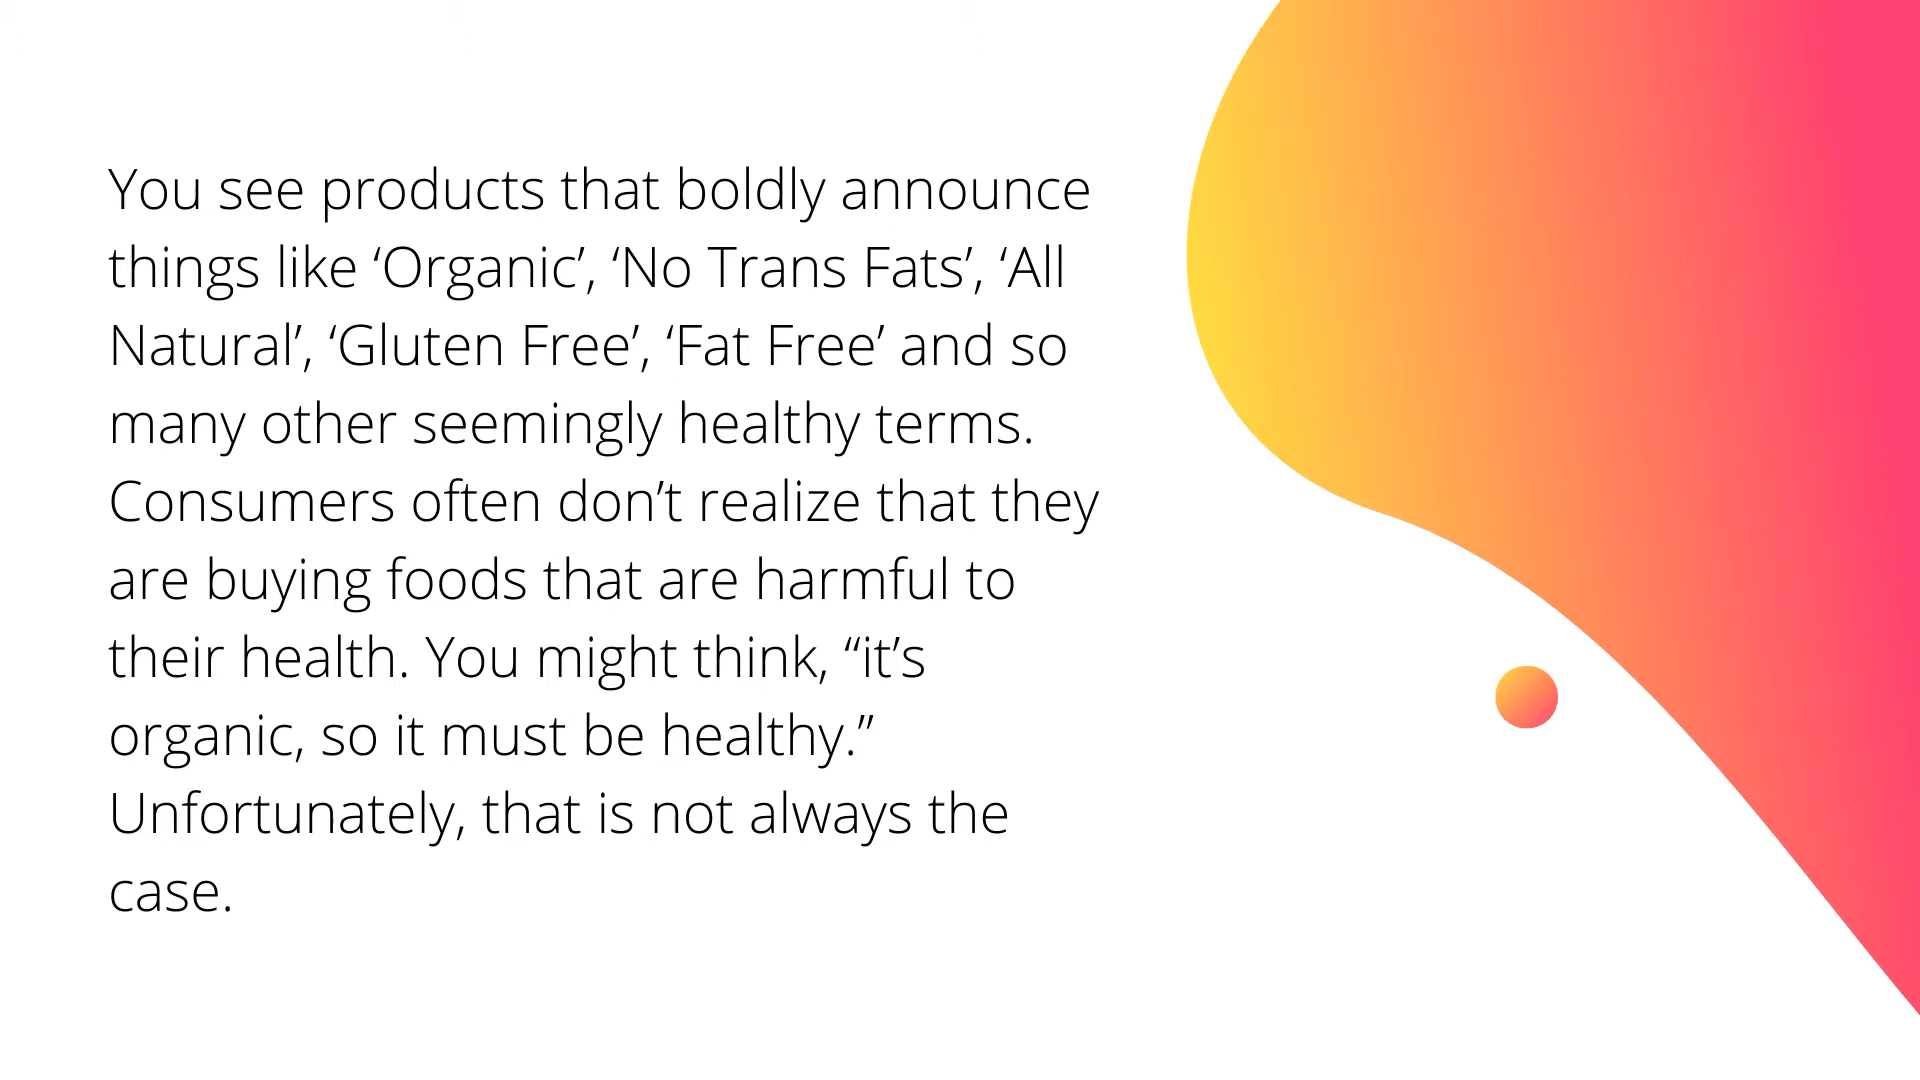 You see products that boldly announce
things like ‘Organic’, ‘No Trans Fats’, ‘All
Natural’, ‘Gluten Free’, ‘Fat Free’ and so
many other seemingly healthy terms.
Consumers often don’t realize that they
are buying foods that are harmful to
their health. You might think, “it’s
organic, so it must be healthy.”
Unfortunately, that is not always the
case.